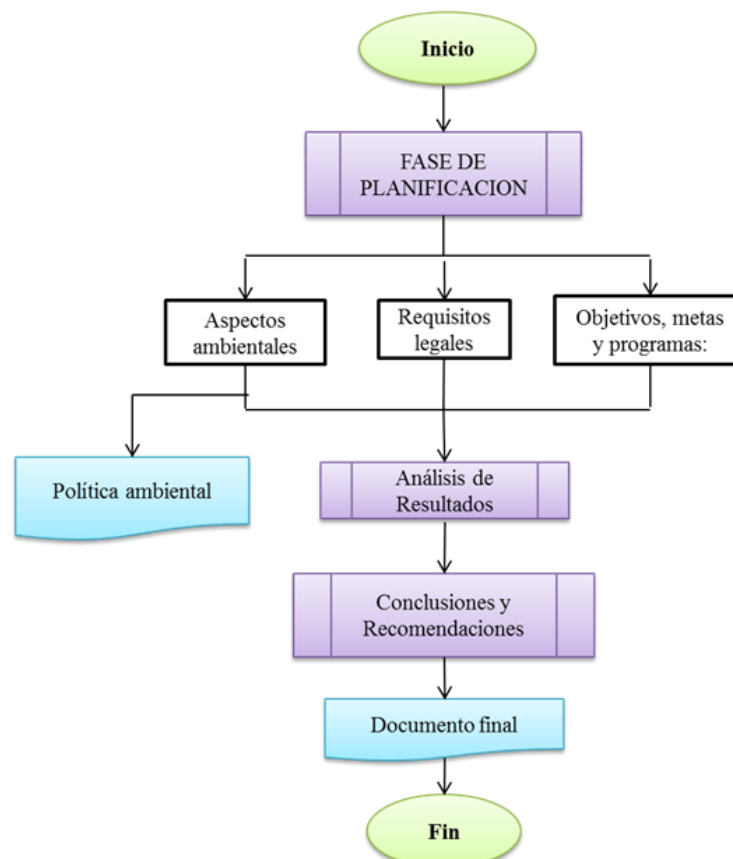 Inicio
FASE DE
PLANIFICACION
Aspectos
ambientales
Requisitos
legales
Objetivos, metas
y programas:
Política ambiental
Análisis de
Resultados
Conclusiones y
Recomendaciones
Documento final
Fin